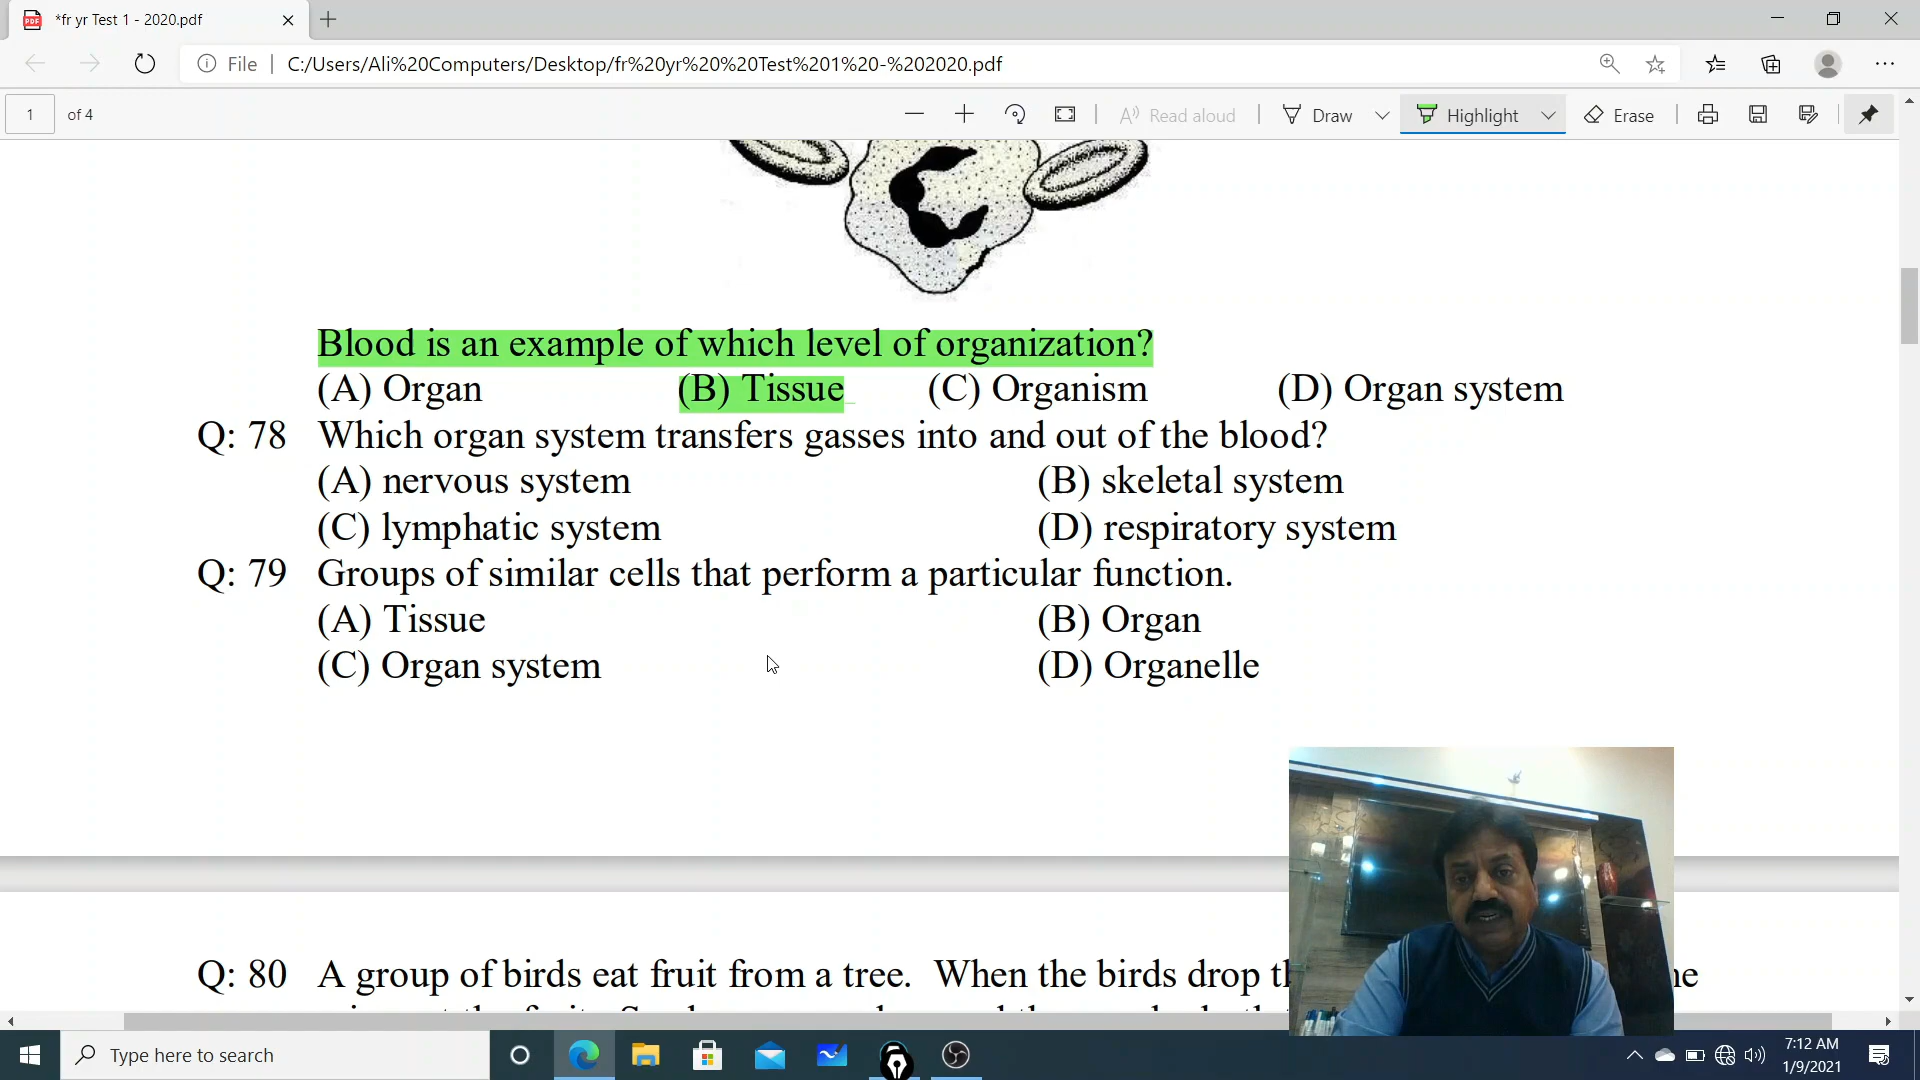 *fr yr Test 1 - 2020.pdf
File
C:/Users/Ali%20Computers/Desktop/fr%20yr%20%20Test%201%20-%202020.pdf
1 of 4
Read aloud
Draw
Highlight
Erase
Blood is an example of which level of organization?
(A) Organ (B) Tissue (C) Organism (D) Organ system
Q: 78 Which organ system transfers gasses into and out of the blood?
(A) nervous system (B) skeletal system
(C) lymphatic system (D) respiratory system
Q: 79 Groups of similar cells that perform a particular function.
(A) Tissue (B) Organ
(C) Organ system (D) Organelle
Q: 80 A group of birds eat fruit from a tree. When the birds drop
Type here to search
7:12 AM
1/9/2021